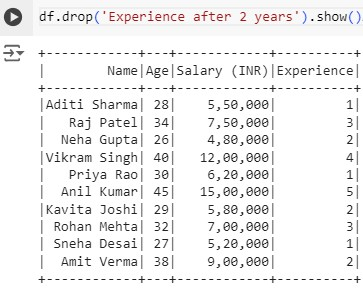 df.drop('Experience after 2 years').show()
+------------+---+------------+----------+
|        Name|Age|Salary (INR)|Experience|
+------------+---+------------+----------+
|Aditi Sharma| 28|    5,50,000|         1|
|   Raj Patel| 34|    7,50,000|         3|
|  Neha Gupta| 26|    4,80,000|         2|
|Vikram Singh| 40|   12,00,000|         4|
|   Priya Rao| 30|    6,20,000|         1|
|  Anil Kumar| 45|   15,00,000|         5|
|Kavita Joshi| 29|    5,80,000|         2|
| Rohan Mehta| 32|    7,00,000|         3|
| Sneha Desai| 27|    5,20,000|         1|
|  Amit Verma| 38|    9,00,000|         2|
+------------+---+------------+----------+